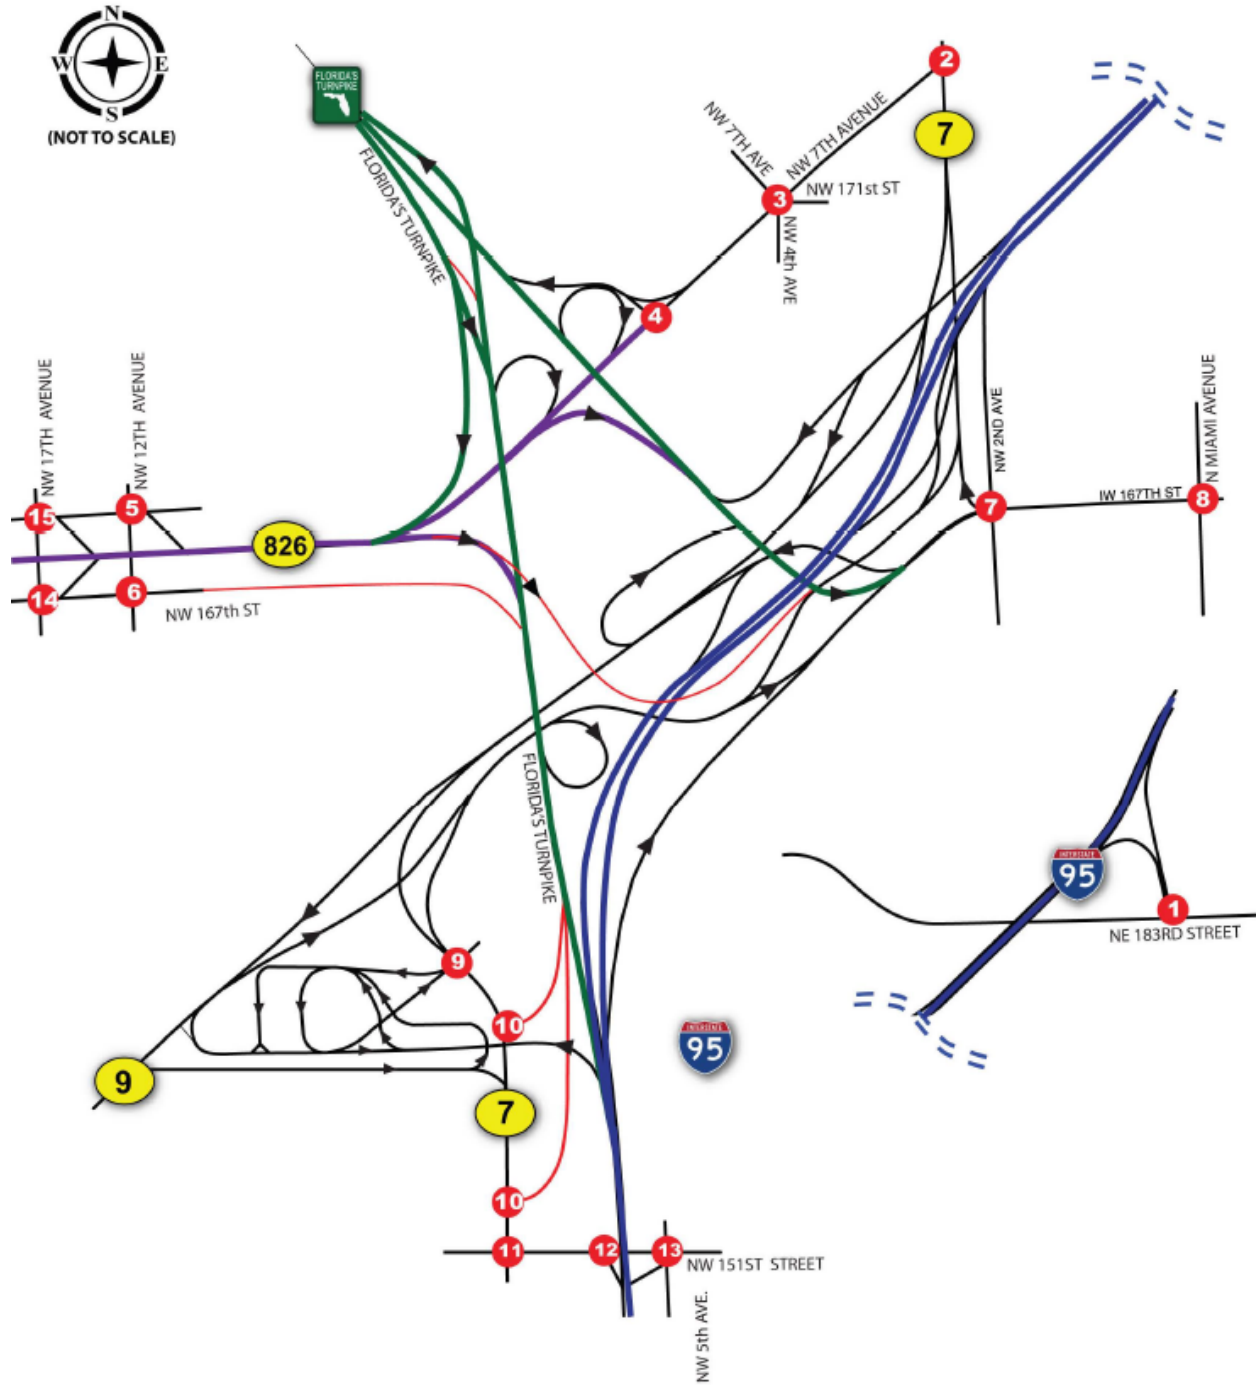 N
W
E
S
(NOT TO SCALE)
FLORIDA'S
TURNPIKE
FLORIDA'S TURNPIKE
2
7
NW 7TH AVENUE
NW 7TH AVE
3
NW 171st ST
NW 4th AVE
4
NW 17TH AVENUE
NW 12TH AVENUE
NW 2ND AVE
N MIAMI AVENUE
15
5
826
14
6
NW 167th ST
7
IW 167TH ST
8
FLORIDA'S TURNPIKE
INTERSTATE
95
1
NE 183RD STREET
9
10
INTERSTATE
95
9
7
10
11
12
13
NW 151ST STREET
NW 5th AVE.